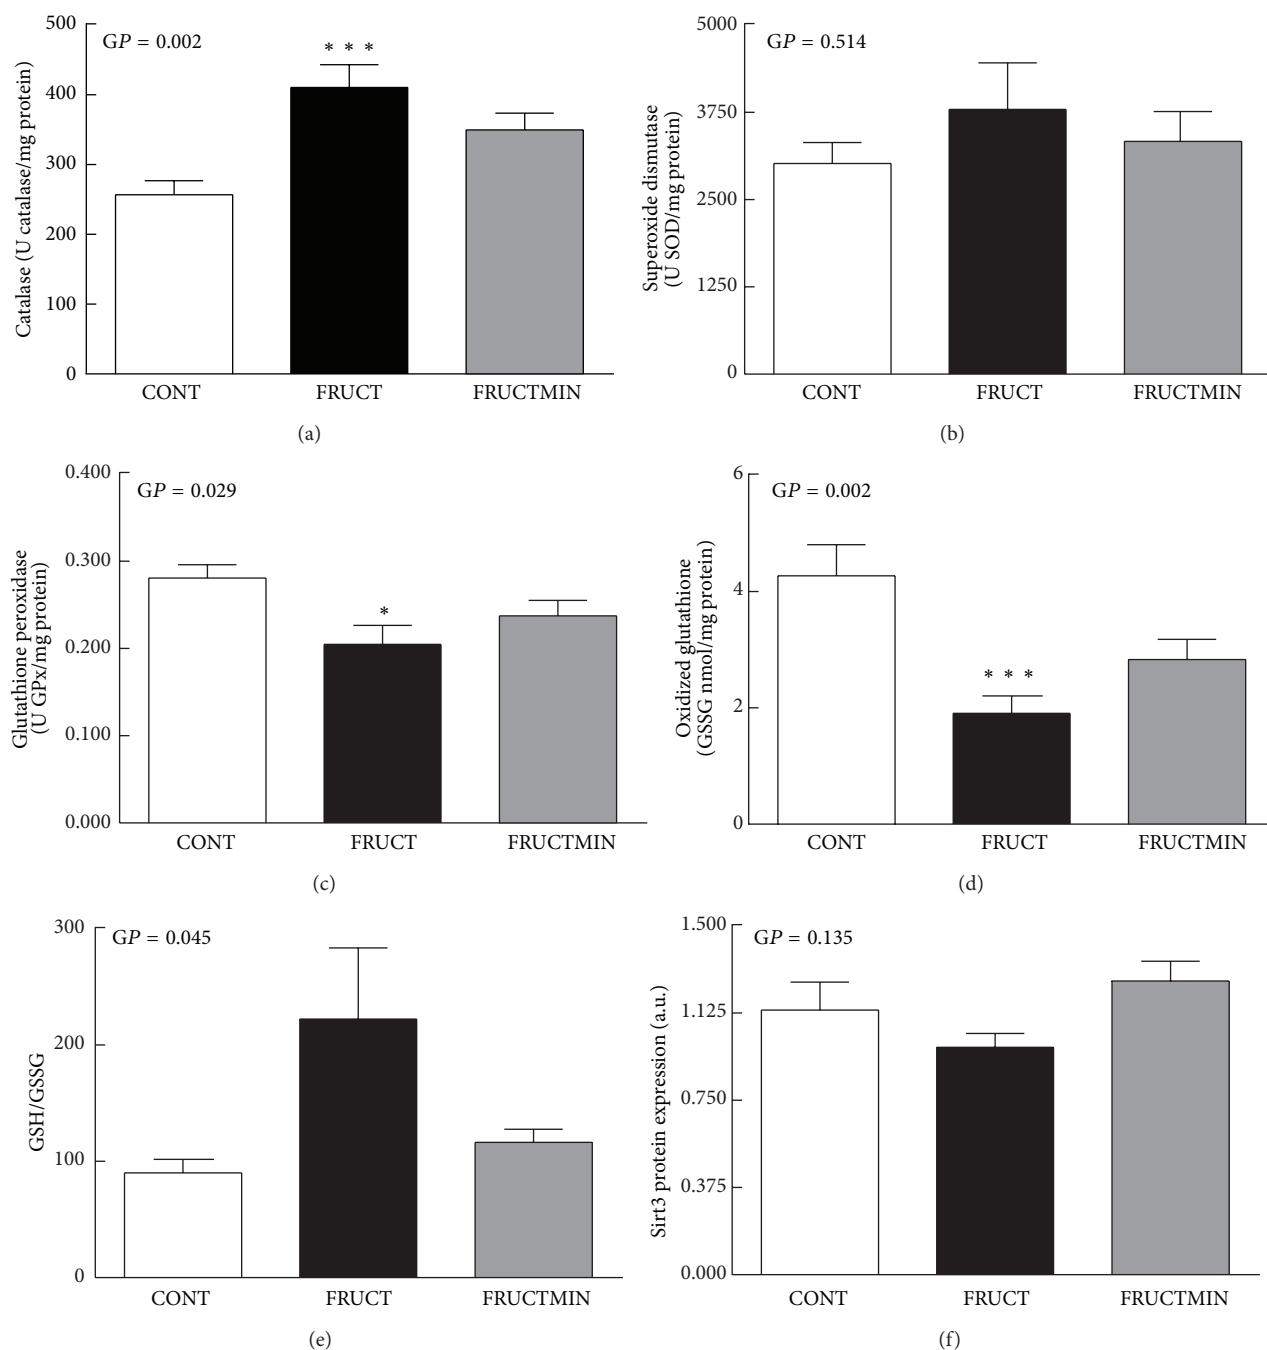 500
400
300
200
100
0
Catalase (U catalase/mg protein)
GP = 0.002
* * *
CONT
FRUCT
FRUCTMIN
(a)
5000
3750
2500
1250
0
Superoxide dismutase
(U SOD/mg protein)
GP = 0.514
CONT
FRUCT
FRUCTMIN
(b)
0.400
0.300
0.200
0.100
0.000
Glutathione peroxidase
(U GPx/mg protein)
GP = 0.029
*
CONT
FRUCT
FRUCTMIN
(c)
6
4
2
0
Oxidized glutathione
(GSSG nmol/mg protein)
GP = 0.002
* * *
CONT
FRUCT
FRUCTMIN
(d)
300
200
100
0
GSH/GSSG
GP = 0.045
CONT
FRUCT
FRUCTMIN
(e)
1.500
1.125
0.750
0.375
0.000
Sirt3 protein expression (a.u.)
GP = 0.135
CONT
FRUCT
FRUCTMIN
(f)